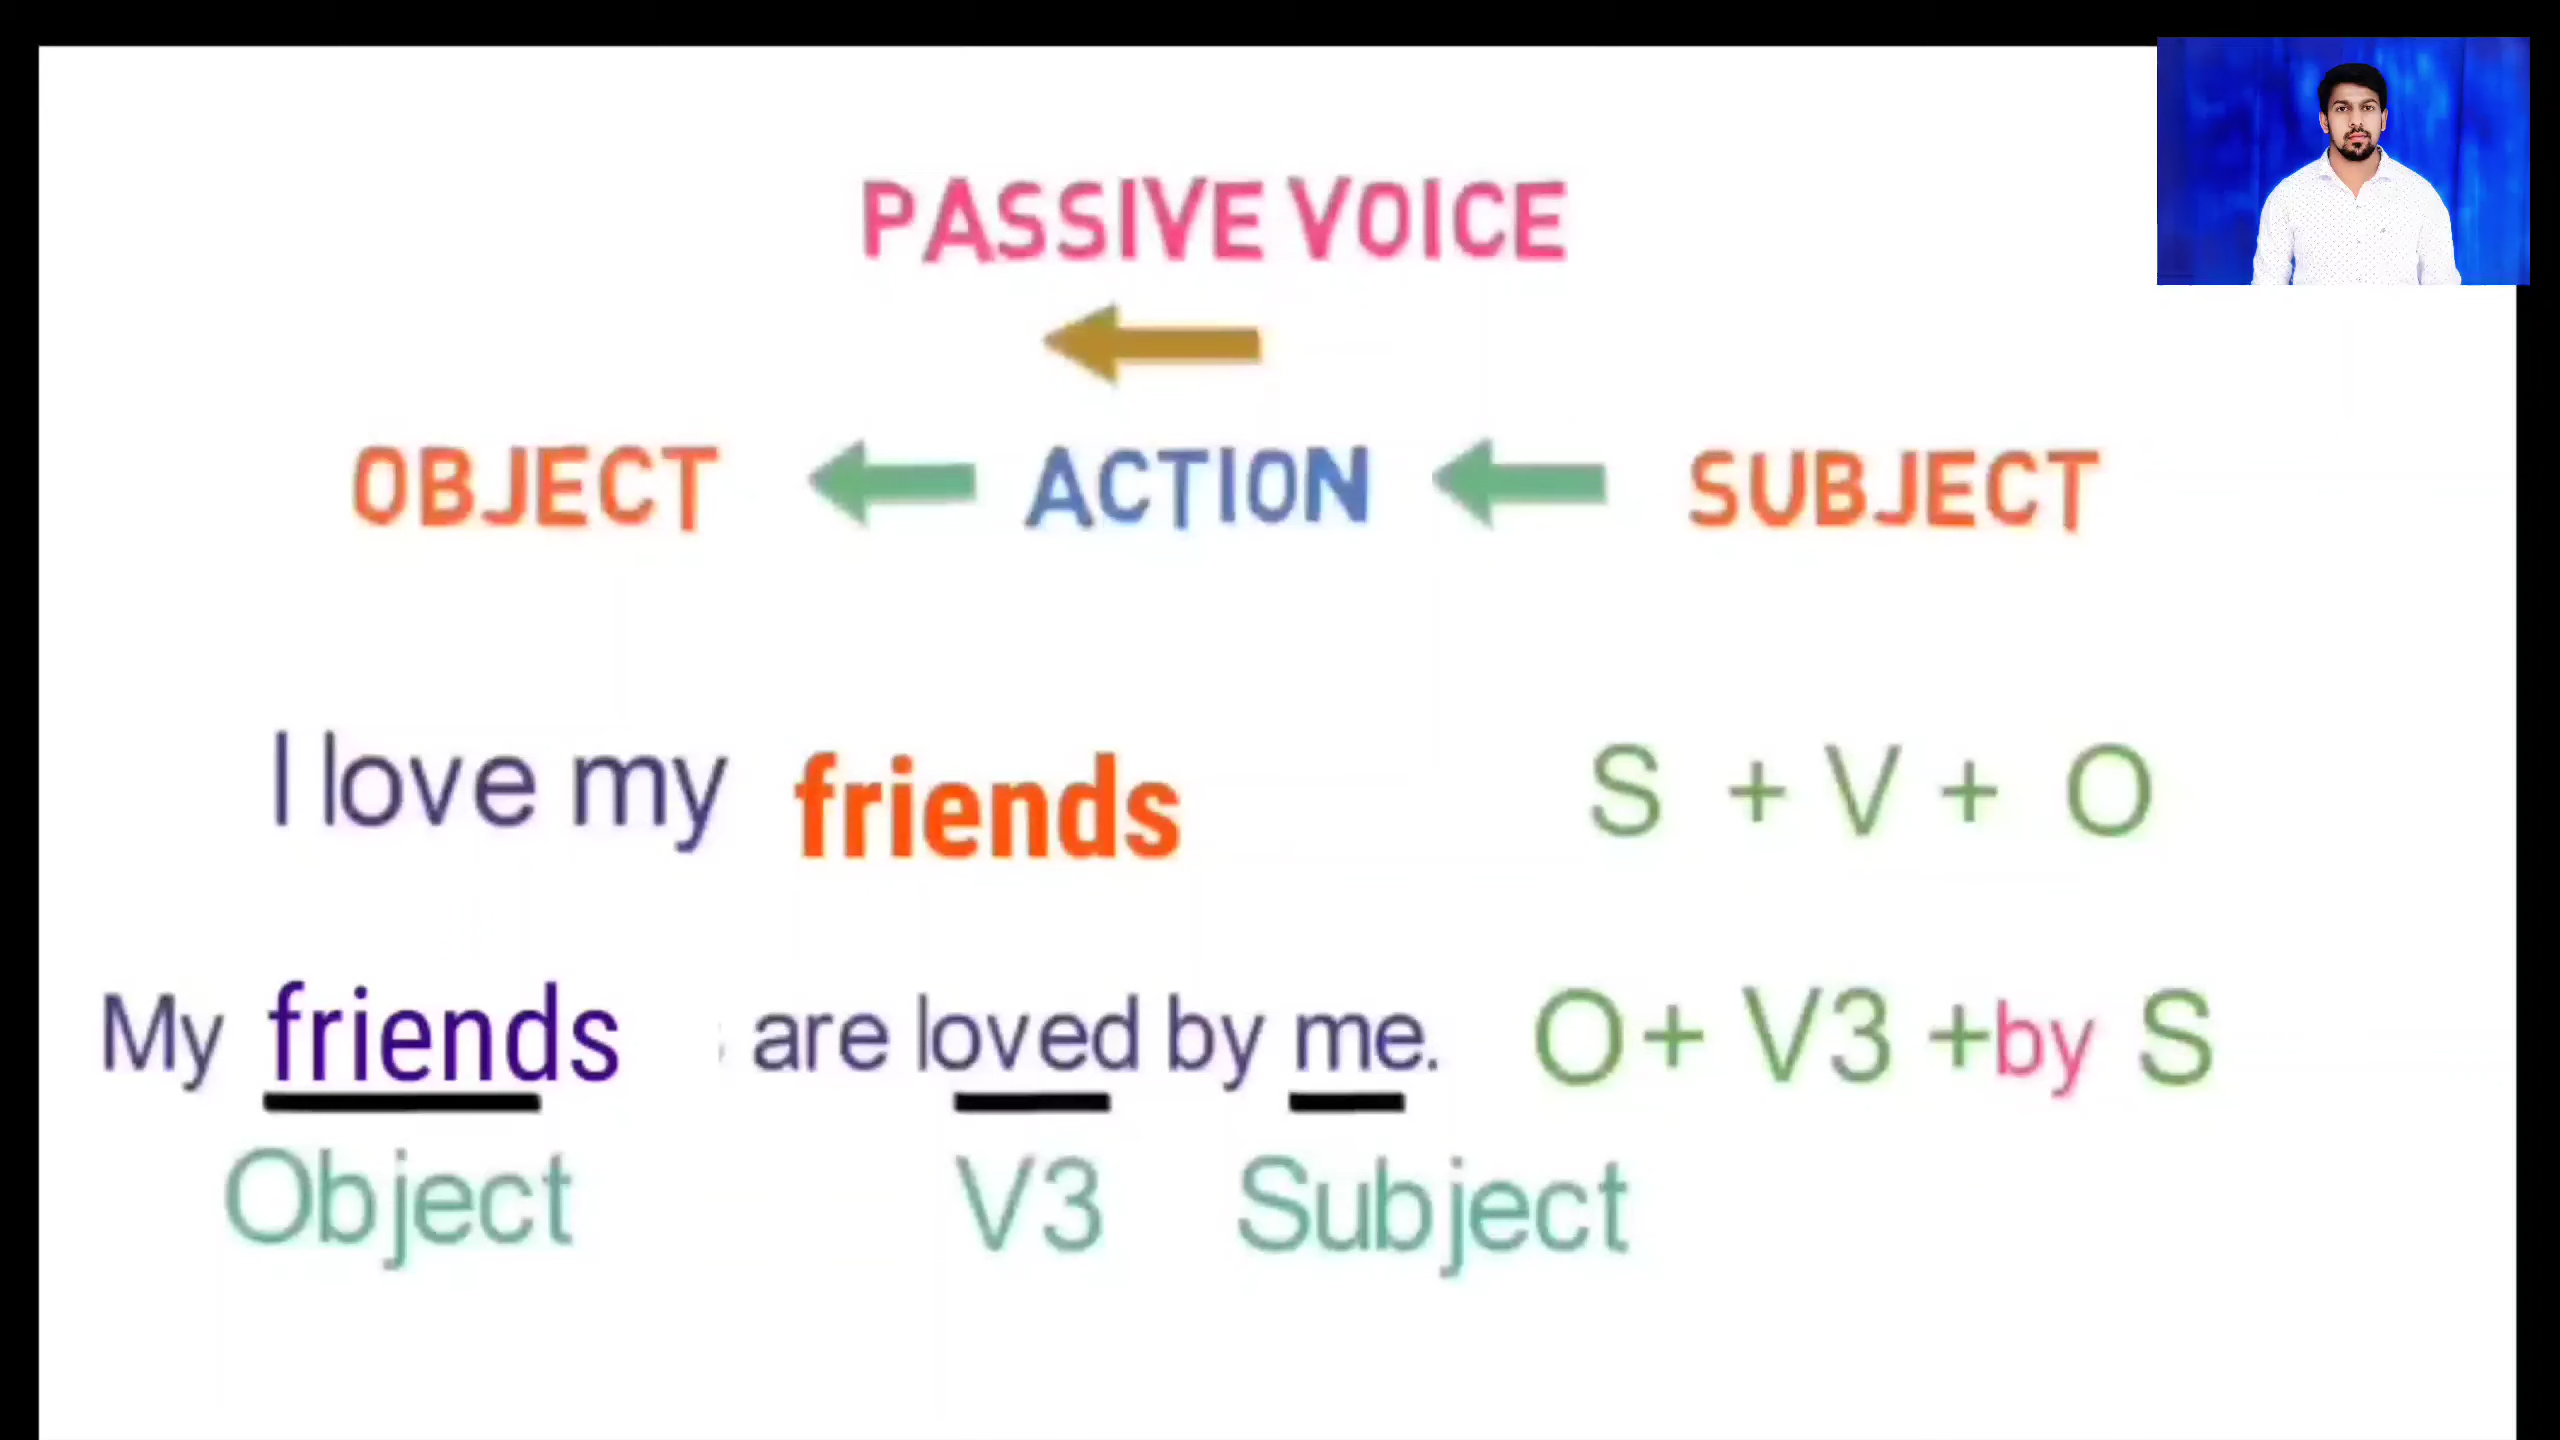 PASSIVE VOICE
OBJECT ACTION SUBJECT
I love my friends S + V + O
My friends are loved by me. O + V3 +by S
Object V3 Subject